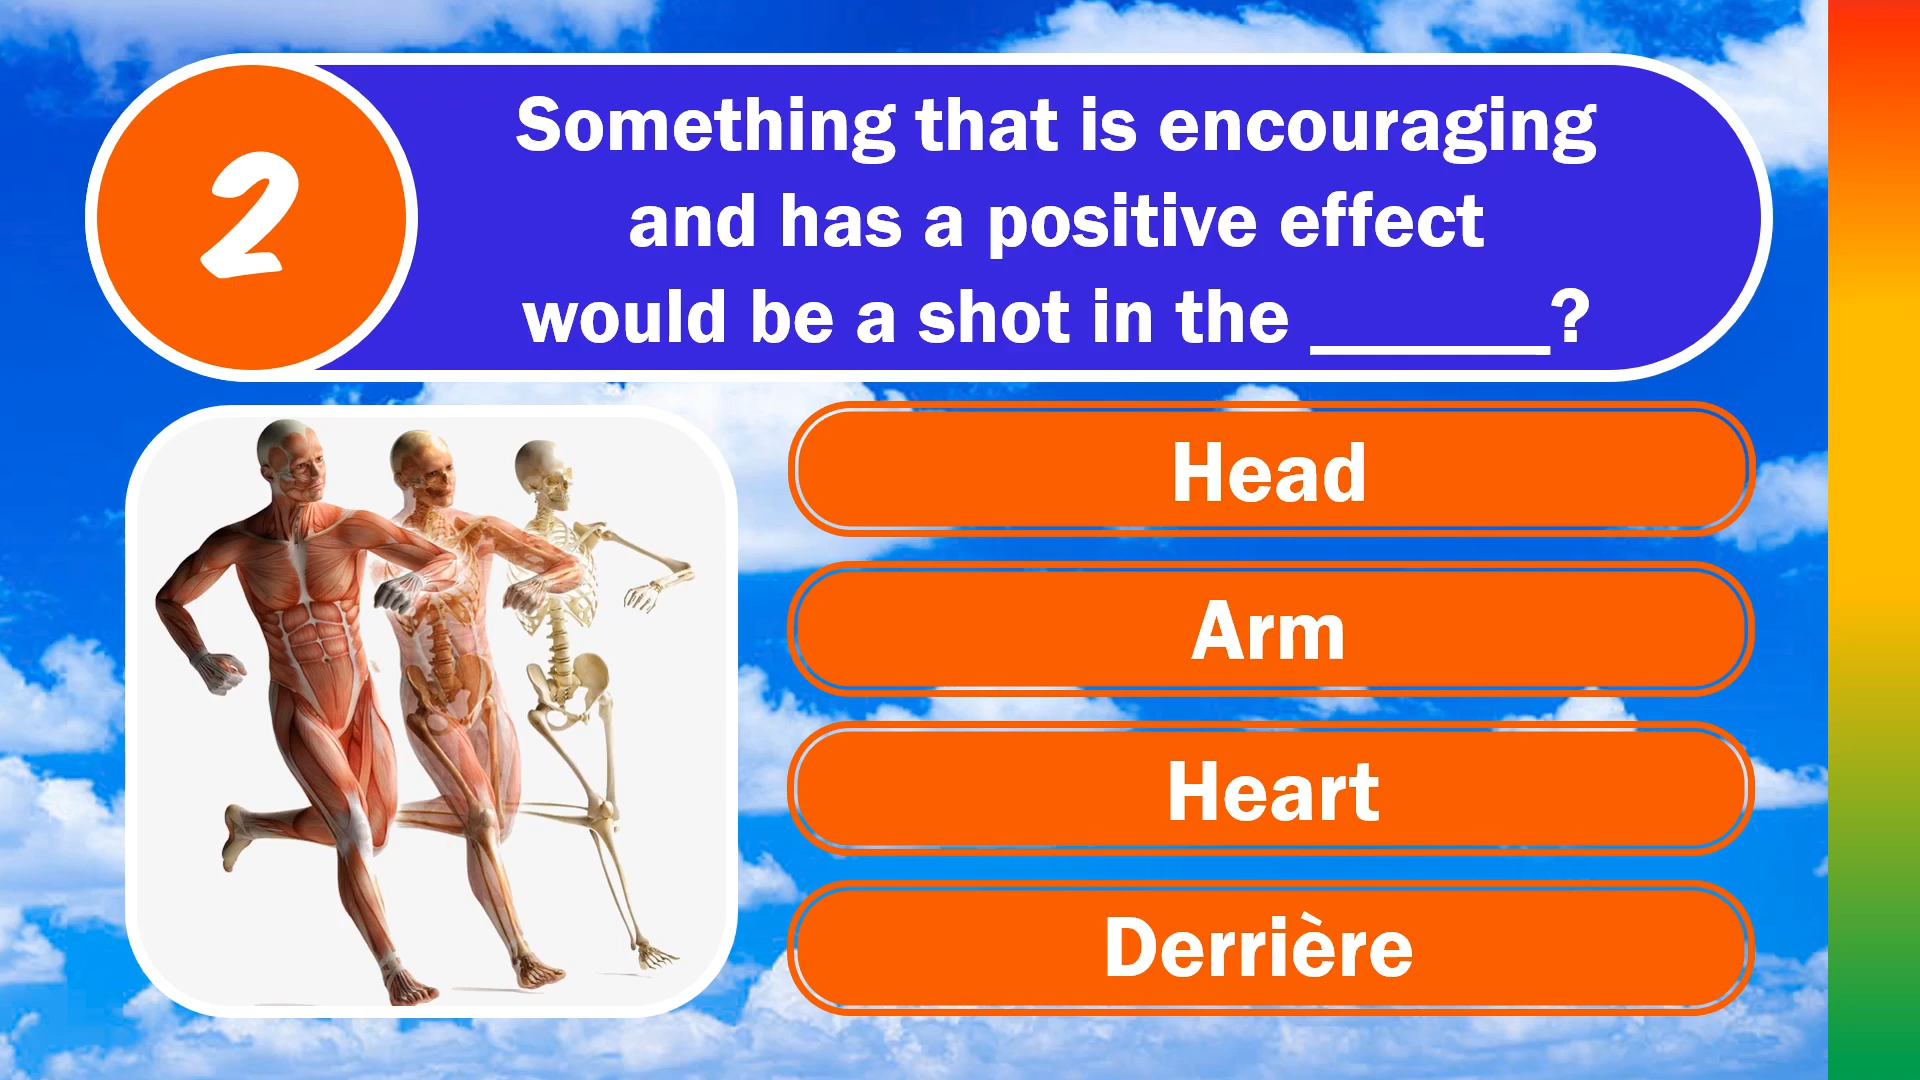 2
Something that is encouraging
and has a positive effect
would be a shot in the ______?
Head
Arm
Heart
Derrière